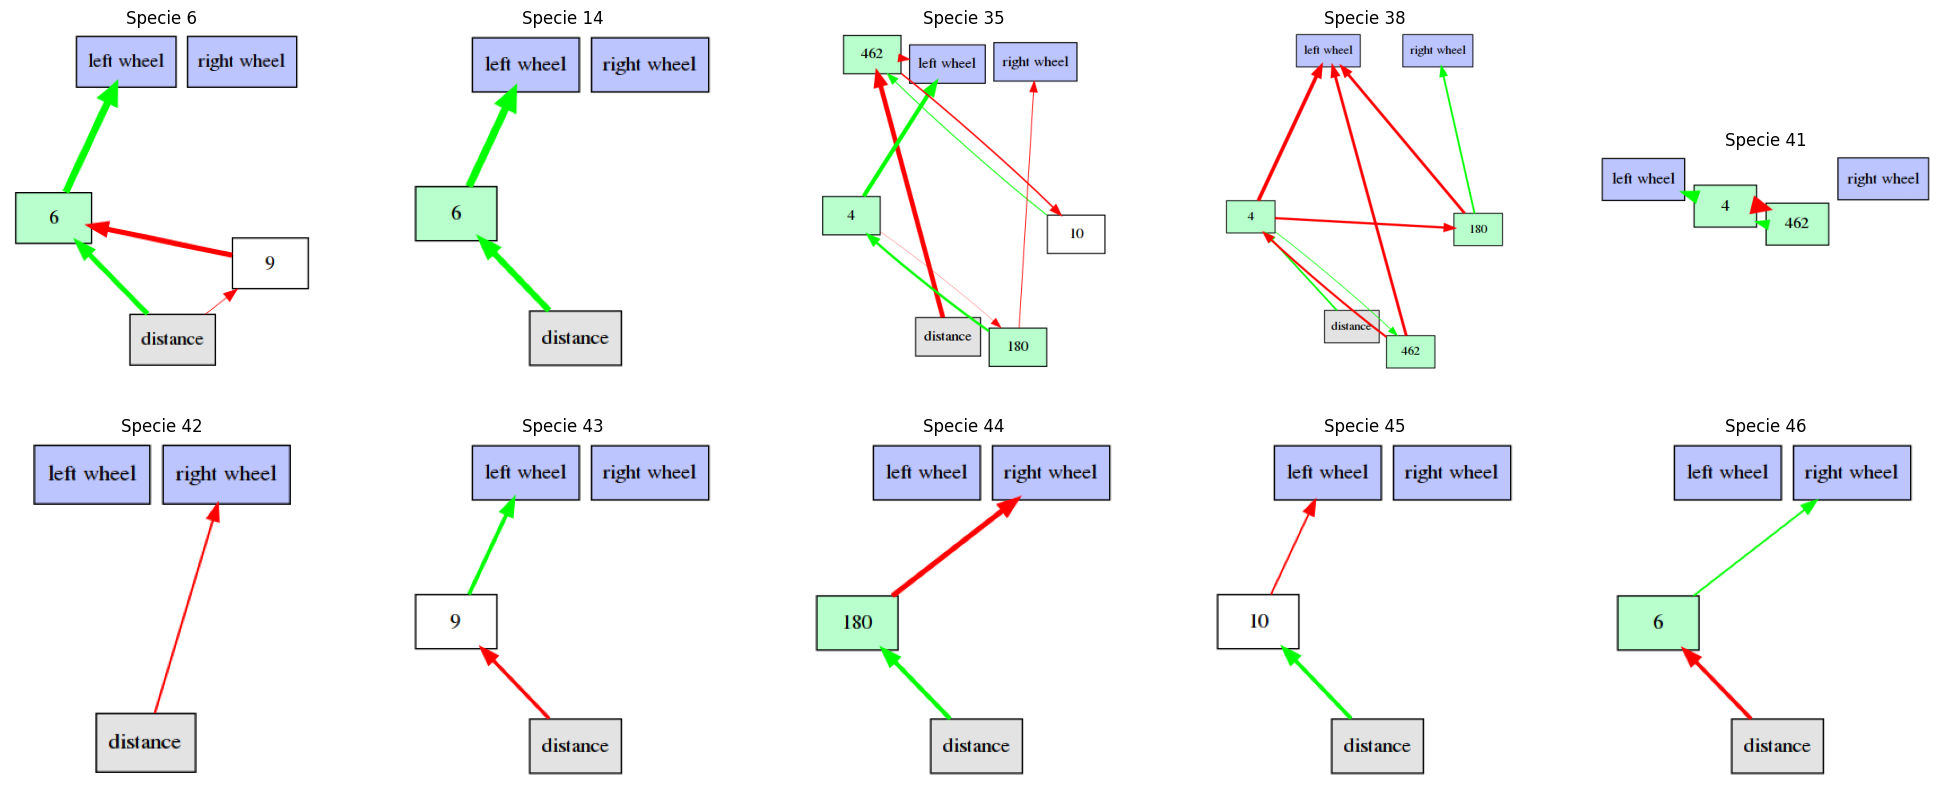 Specie 6
left wheel
right wheel
6
9
distance
Specie 14
left wheel
right wheel
6
distance
Specie 35
462
left wheel
right wheel
4
10
distance
180
Specie 38
left wheel
right wheel
4
180
distance
462
Specie 41
left wheel
4
right wheel
462
Specie 42
left wheel
right wheel
distance
Specie 43
left wheel
right wheel
9
distance
Specie 44
left wheel
right wheel
180
distance
Specie 45
left wheel
right wheel
10
distance
Specie 46
left wheel
right wheel
6
distance